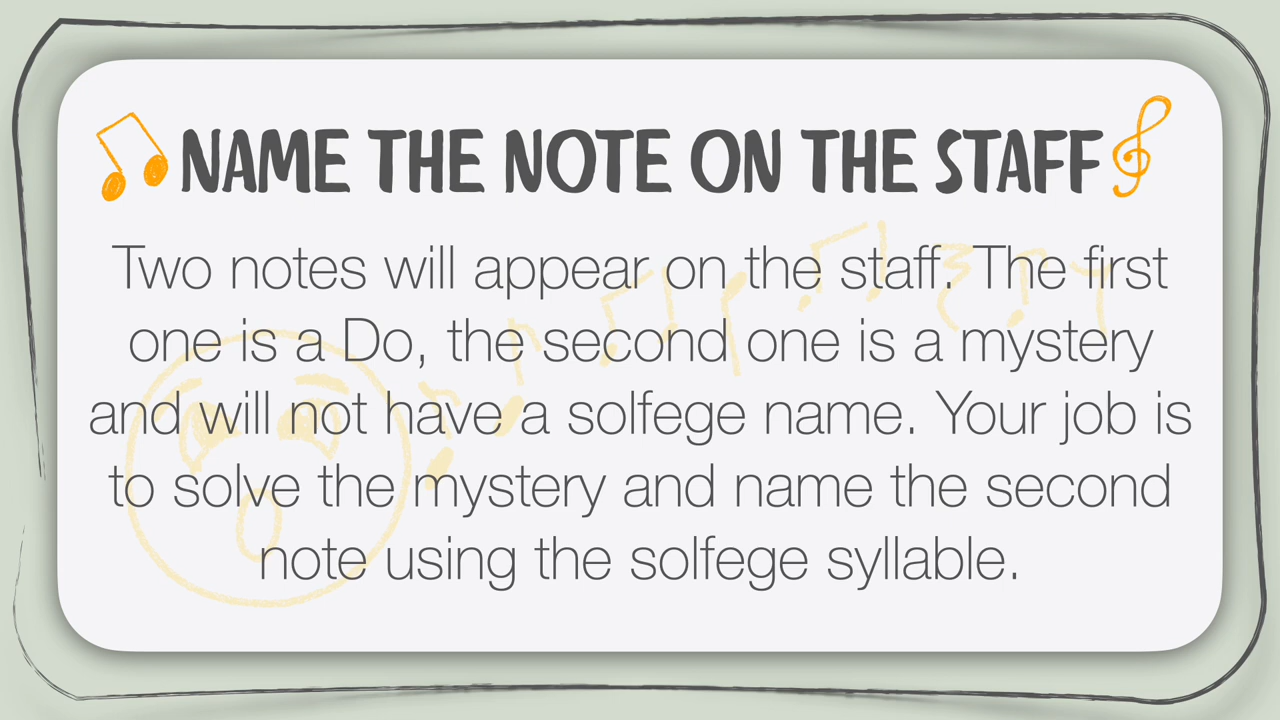 NAME THE NOTE ON THE STAFF
Two notes will appear on the staff. The first
one is a Do, the second one is a mystery
and will not have a solfege name. Your job is
to solve the mystery and name the second
note using the solfege syllable.